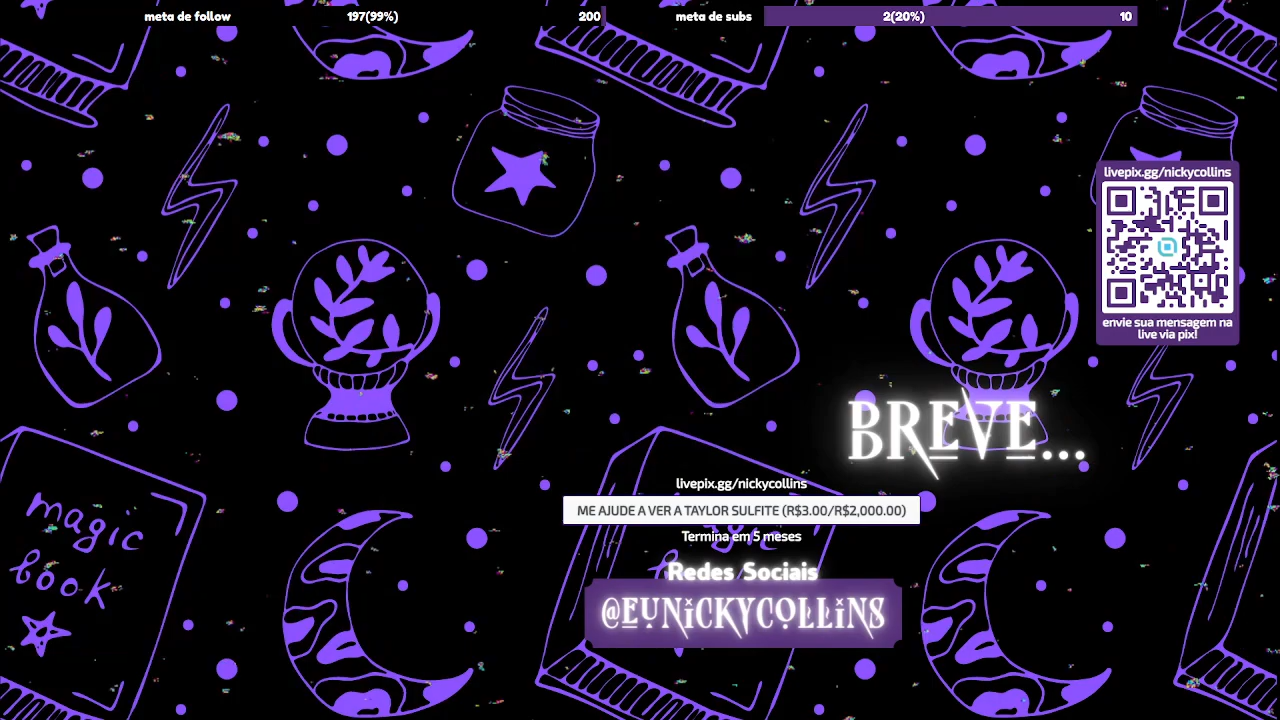 meta de follow 197(99%) 200 meta de subs 2(20%) 10
livepix.gg/nickycollins
envie sua mensagem na
live via pix!
BREVE...
livepix.gg/nickycollins
ME AJUDE A VER A TAYLOR SULFITE (R$3.00/R$2,000.00)
Termina em 5 meses
Redes Sociais
@EUNiCKYCOLLiNS
magic
book